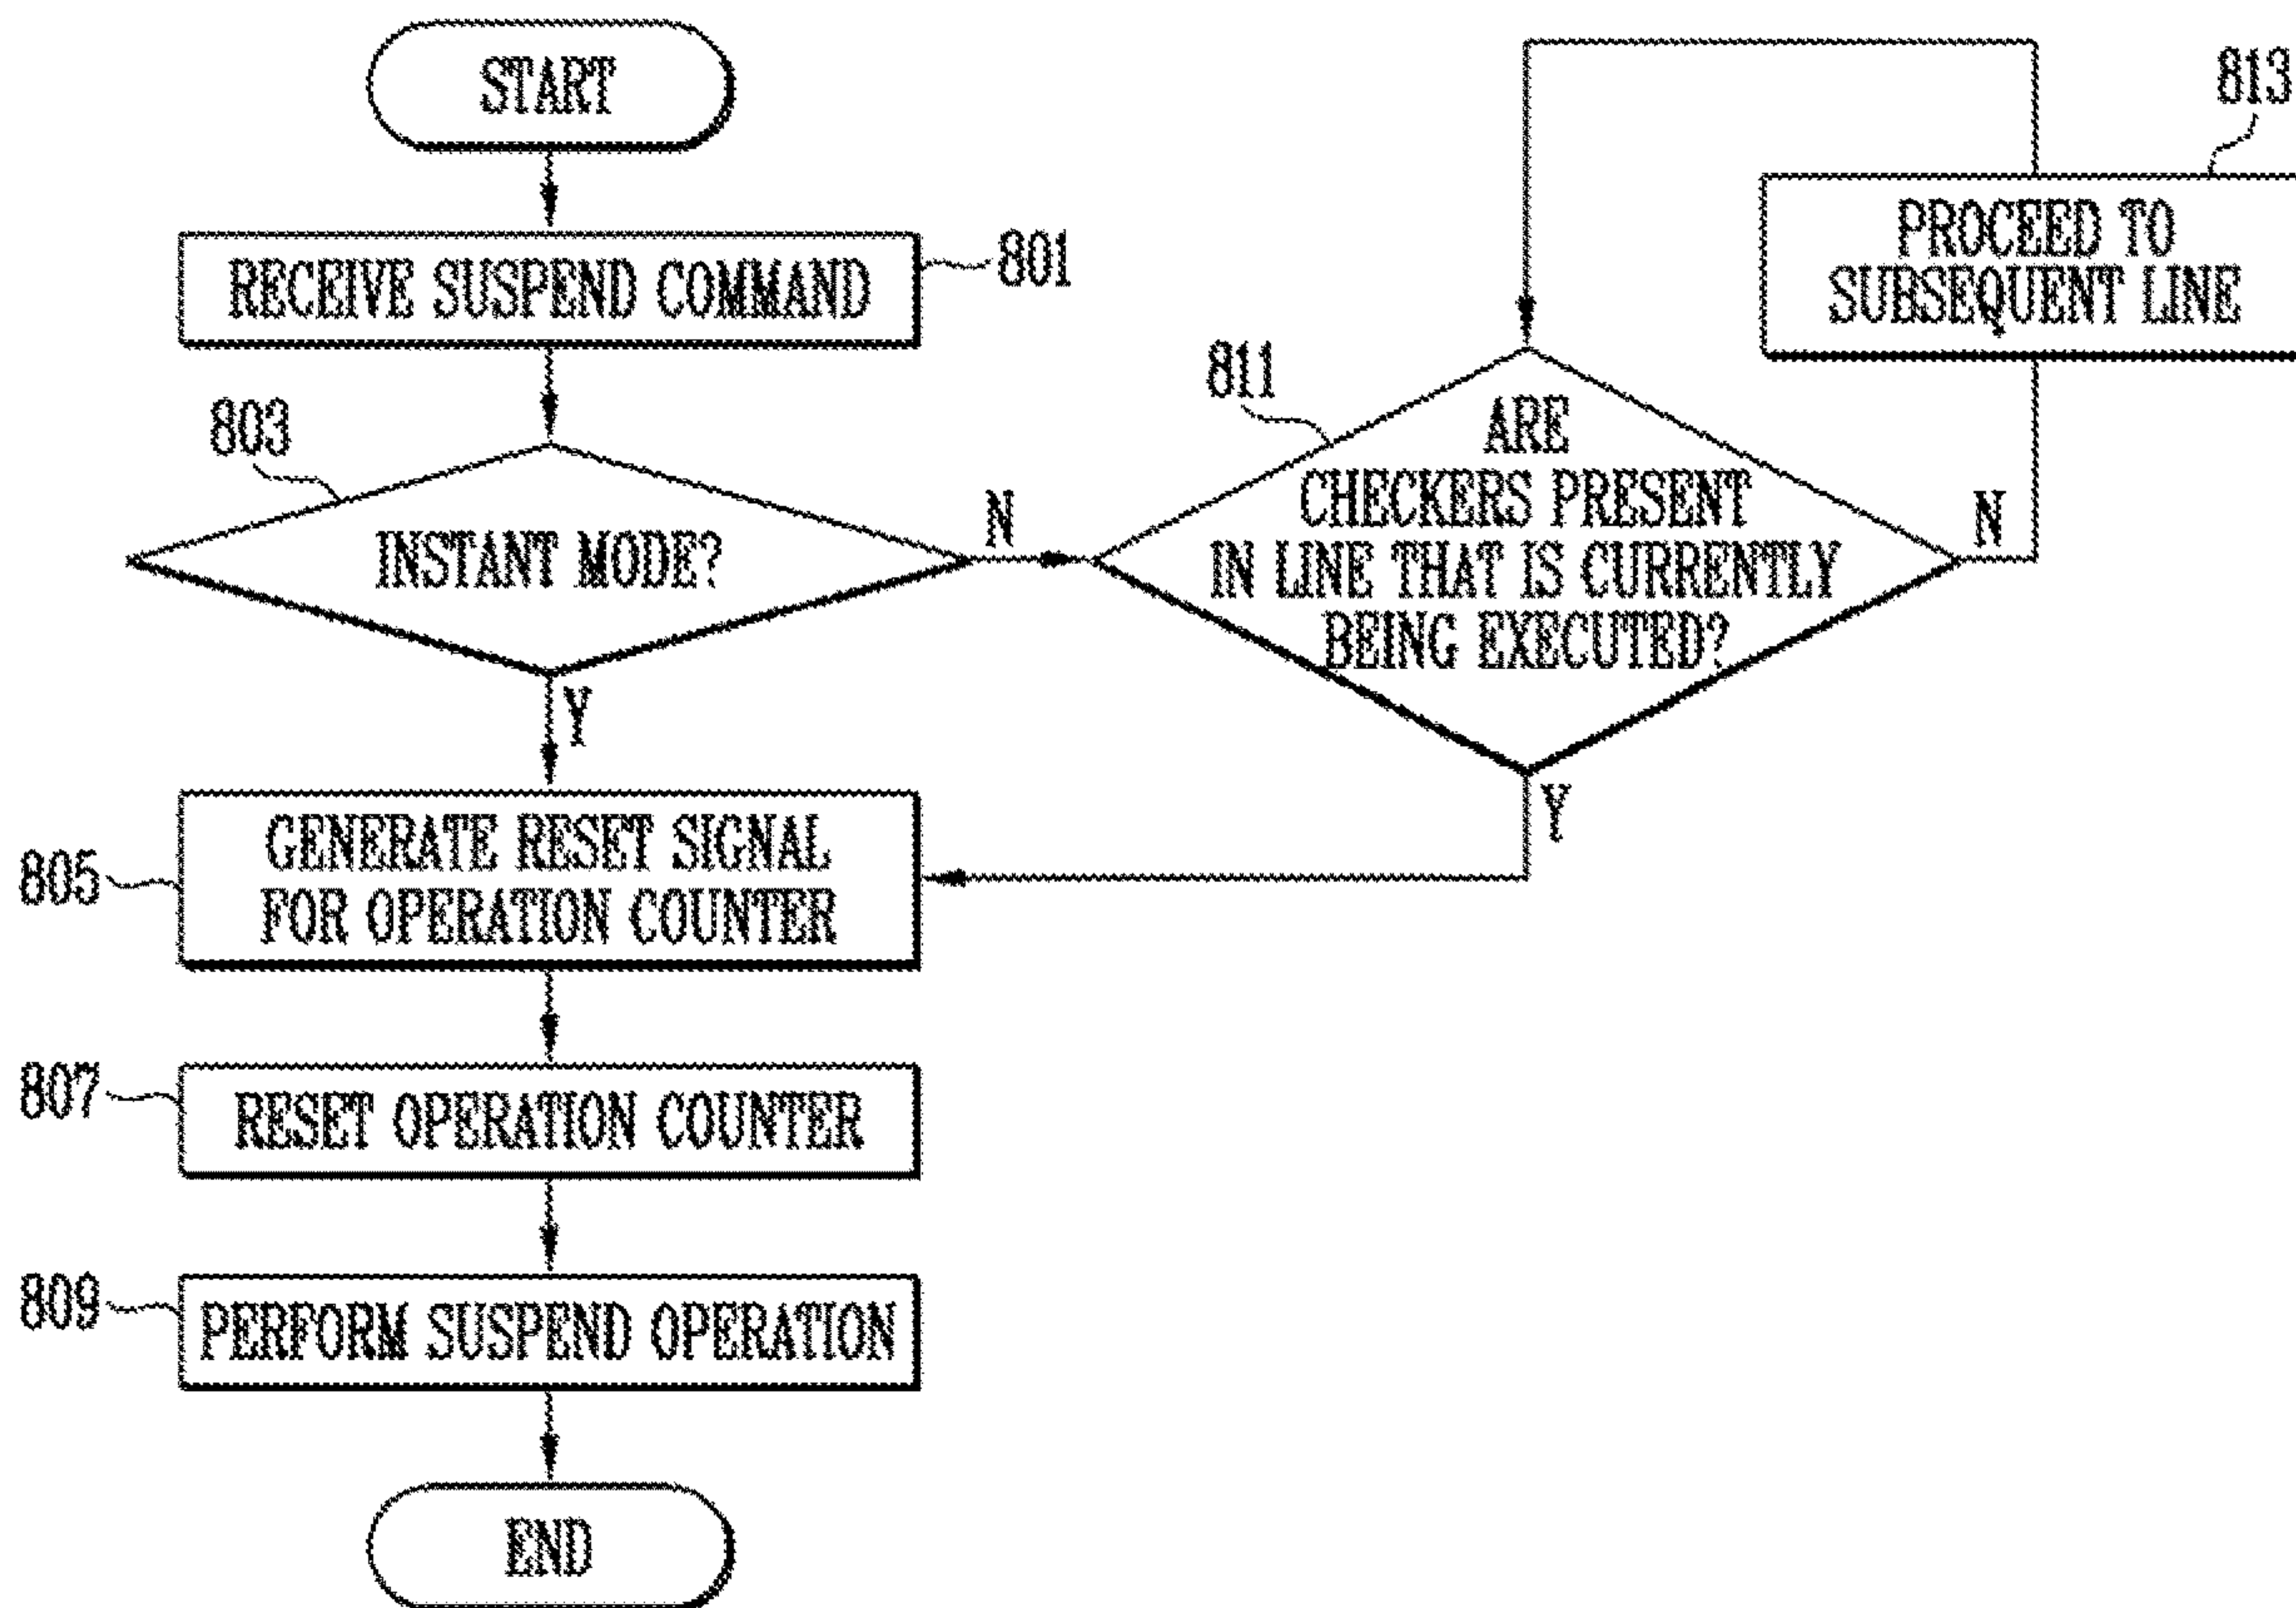 START
RECEIVE SUSPEND COMMAND
801
803
INSTANT MODE?
N
Y
805
GENERATE RESET SIGNAL
FOR OPERATION COUNTER
807
RESET OPERATION COUNTER
809
PERFORM SUSPEND OPERATION
END
811
ARE
CHECKERS PRESENT
IN LINE THAT IS CURRENTLY
BEING EXECUTED?
N
Y
813
PROCEED TO
SUBSEQUENT LINE